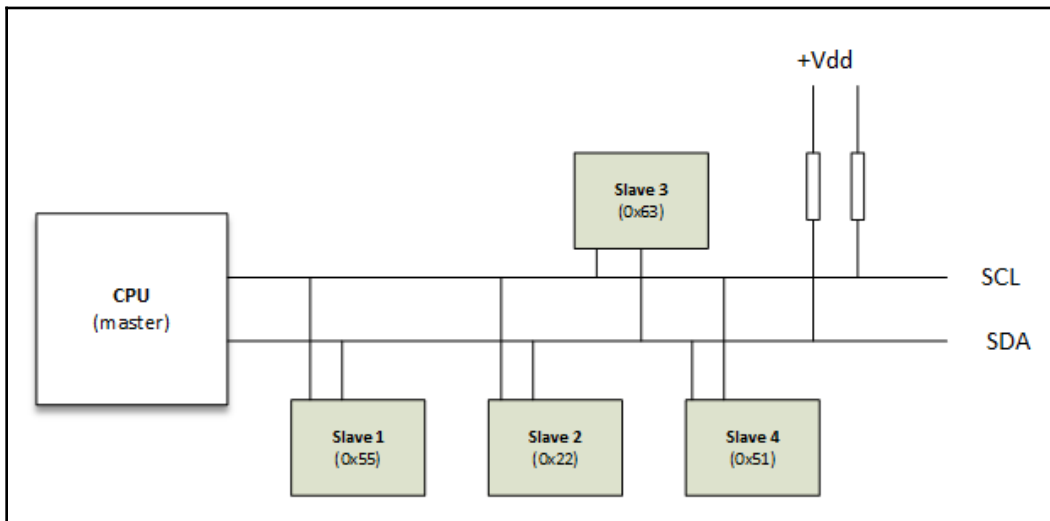 +Vdd
Slave 3
(0x63)
SCL
CPU
(master)
SDA
Slave 1
(0x55)
Slave 2
(0x22)
Slave 4
(0x51)